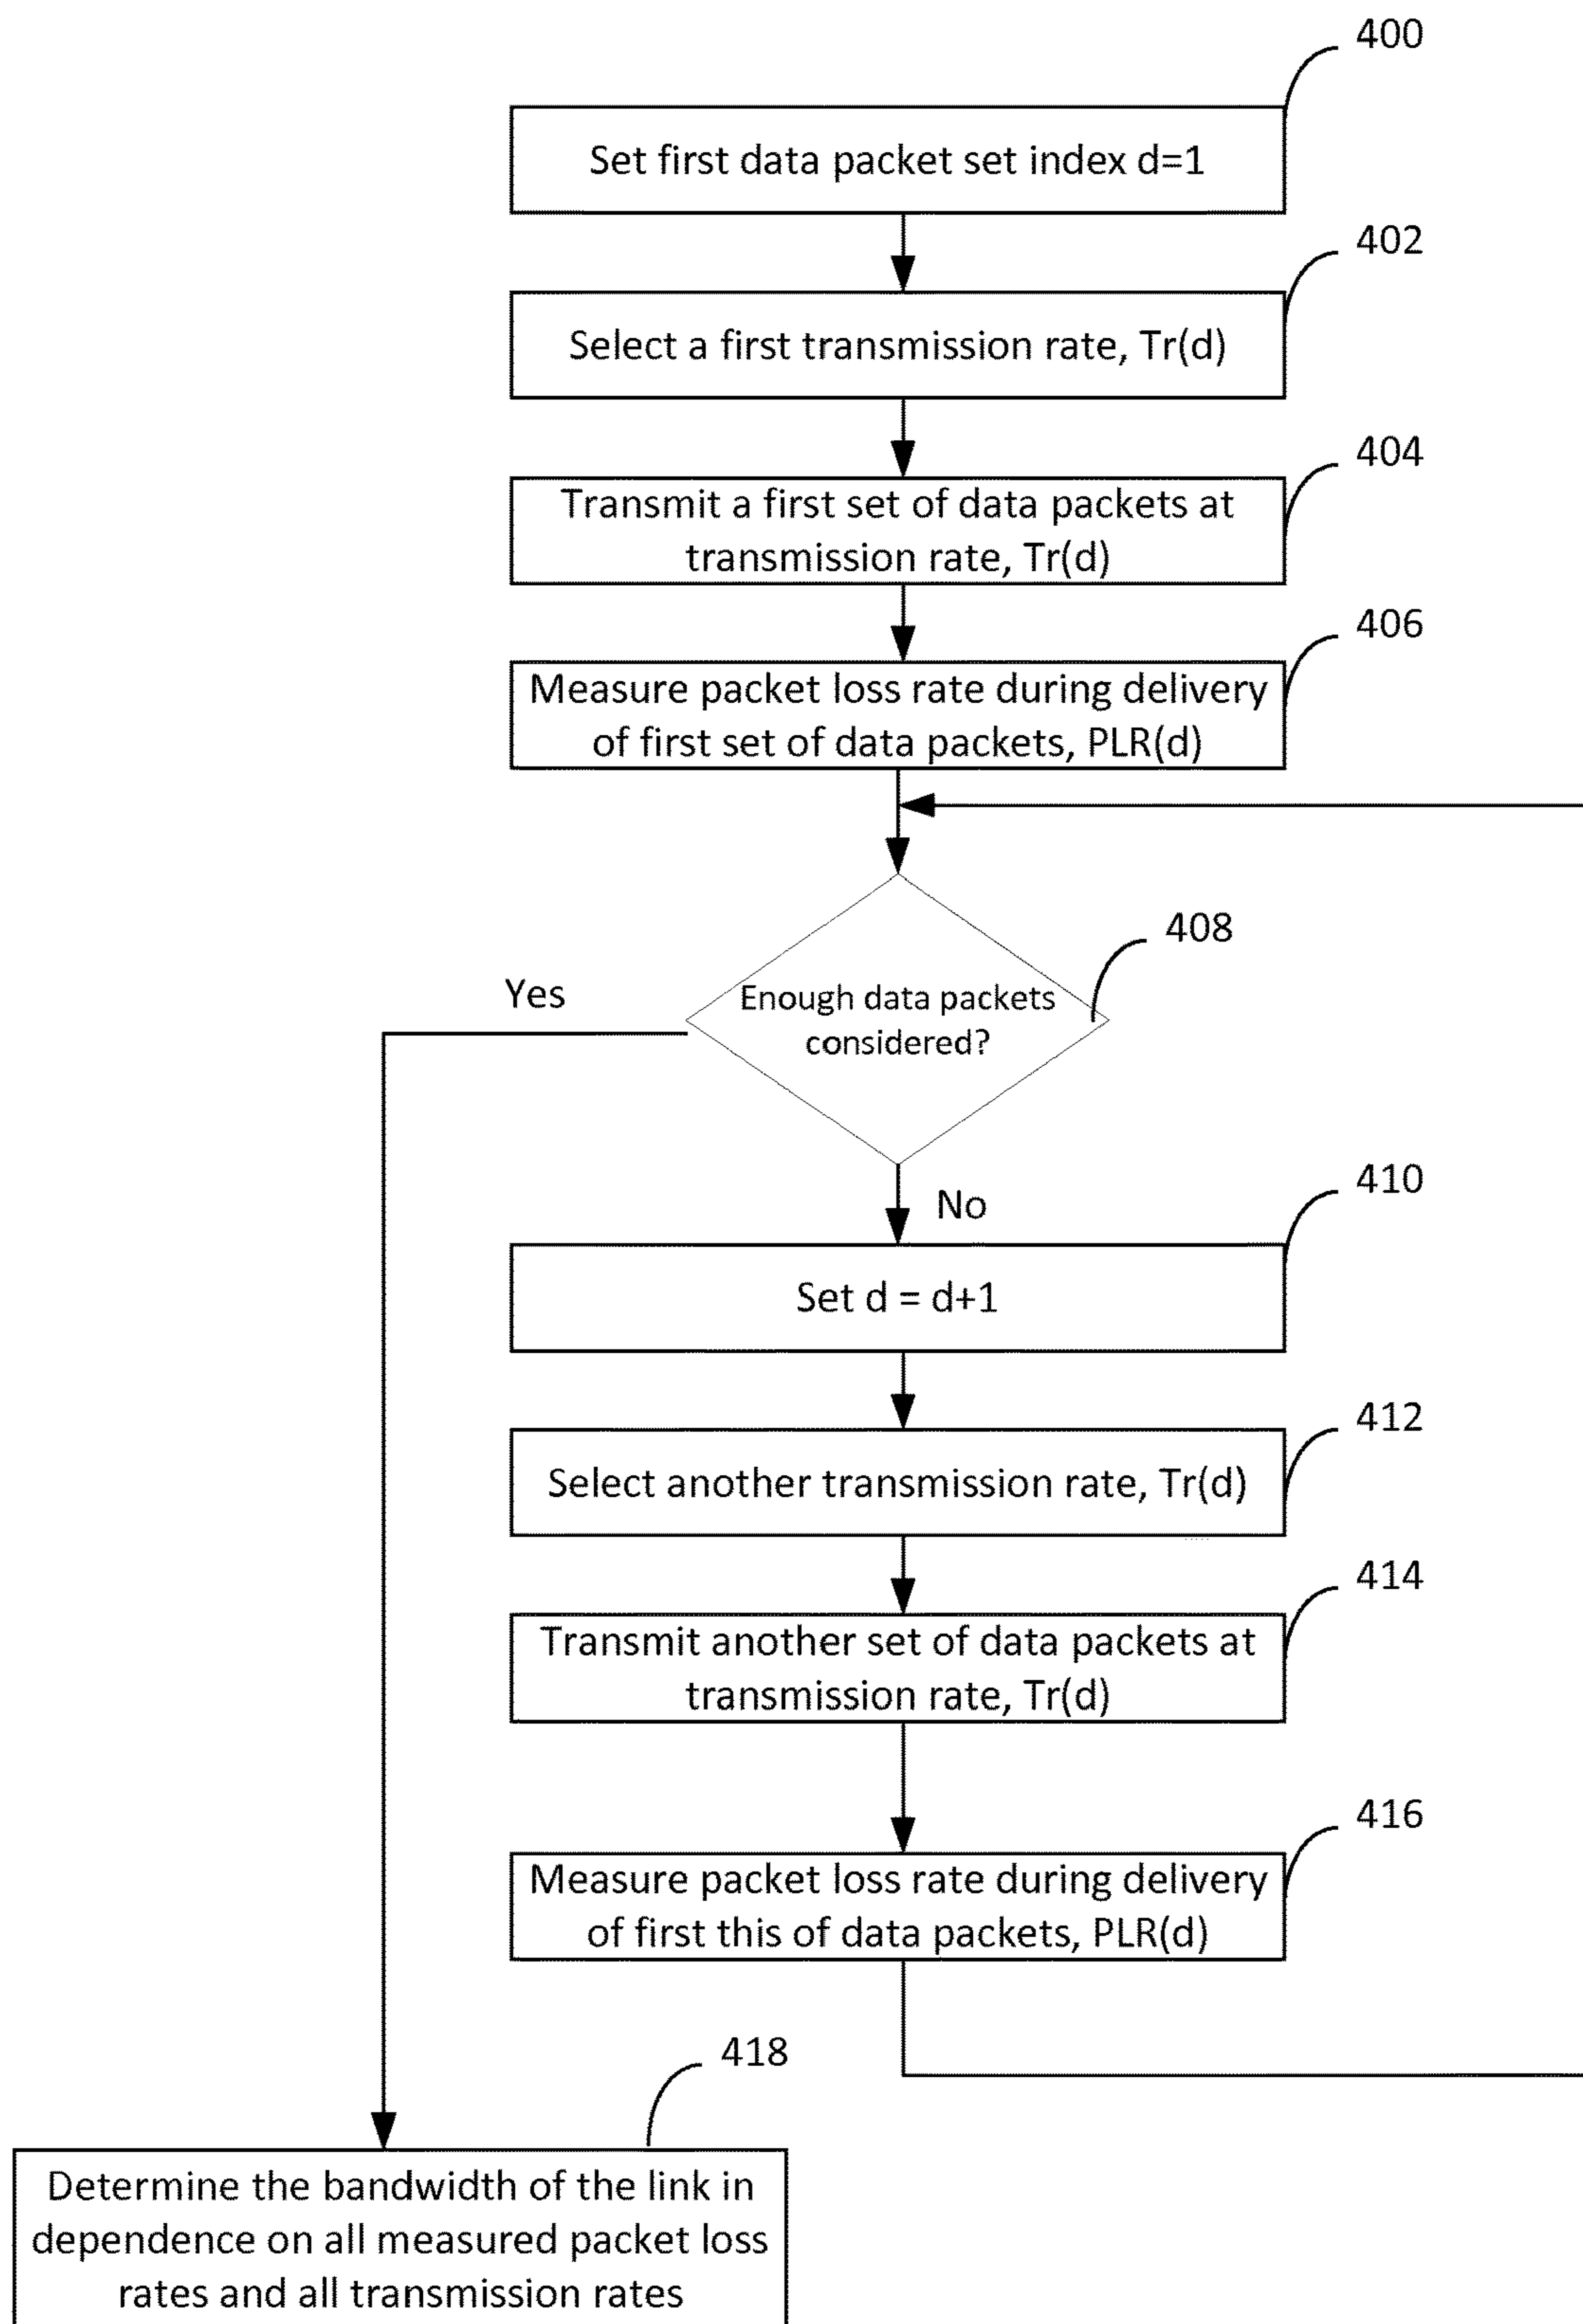 400
Set first data packet set index d=1
402
Select a first transmission rate, Tr(d)
404
Transmit a first set of data packets at
transmission rate, Tr(d)
406
Measure packet loss rate during delivery
of first set of data packets, PLR(d)
408
Yes
Enough data packets
considered?
No
410
Set d = d+1
412
Select another transmission rate, Tr(d)
414
Transmit another set of data packets at
transmission rate, Tr(d)
416
Measure packet loss rate during delivery
of first this of data packets, PLR(d)
418
Determine the bandwidth of the link in
dependence on all measured packet loss
rates and all transmission rates